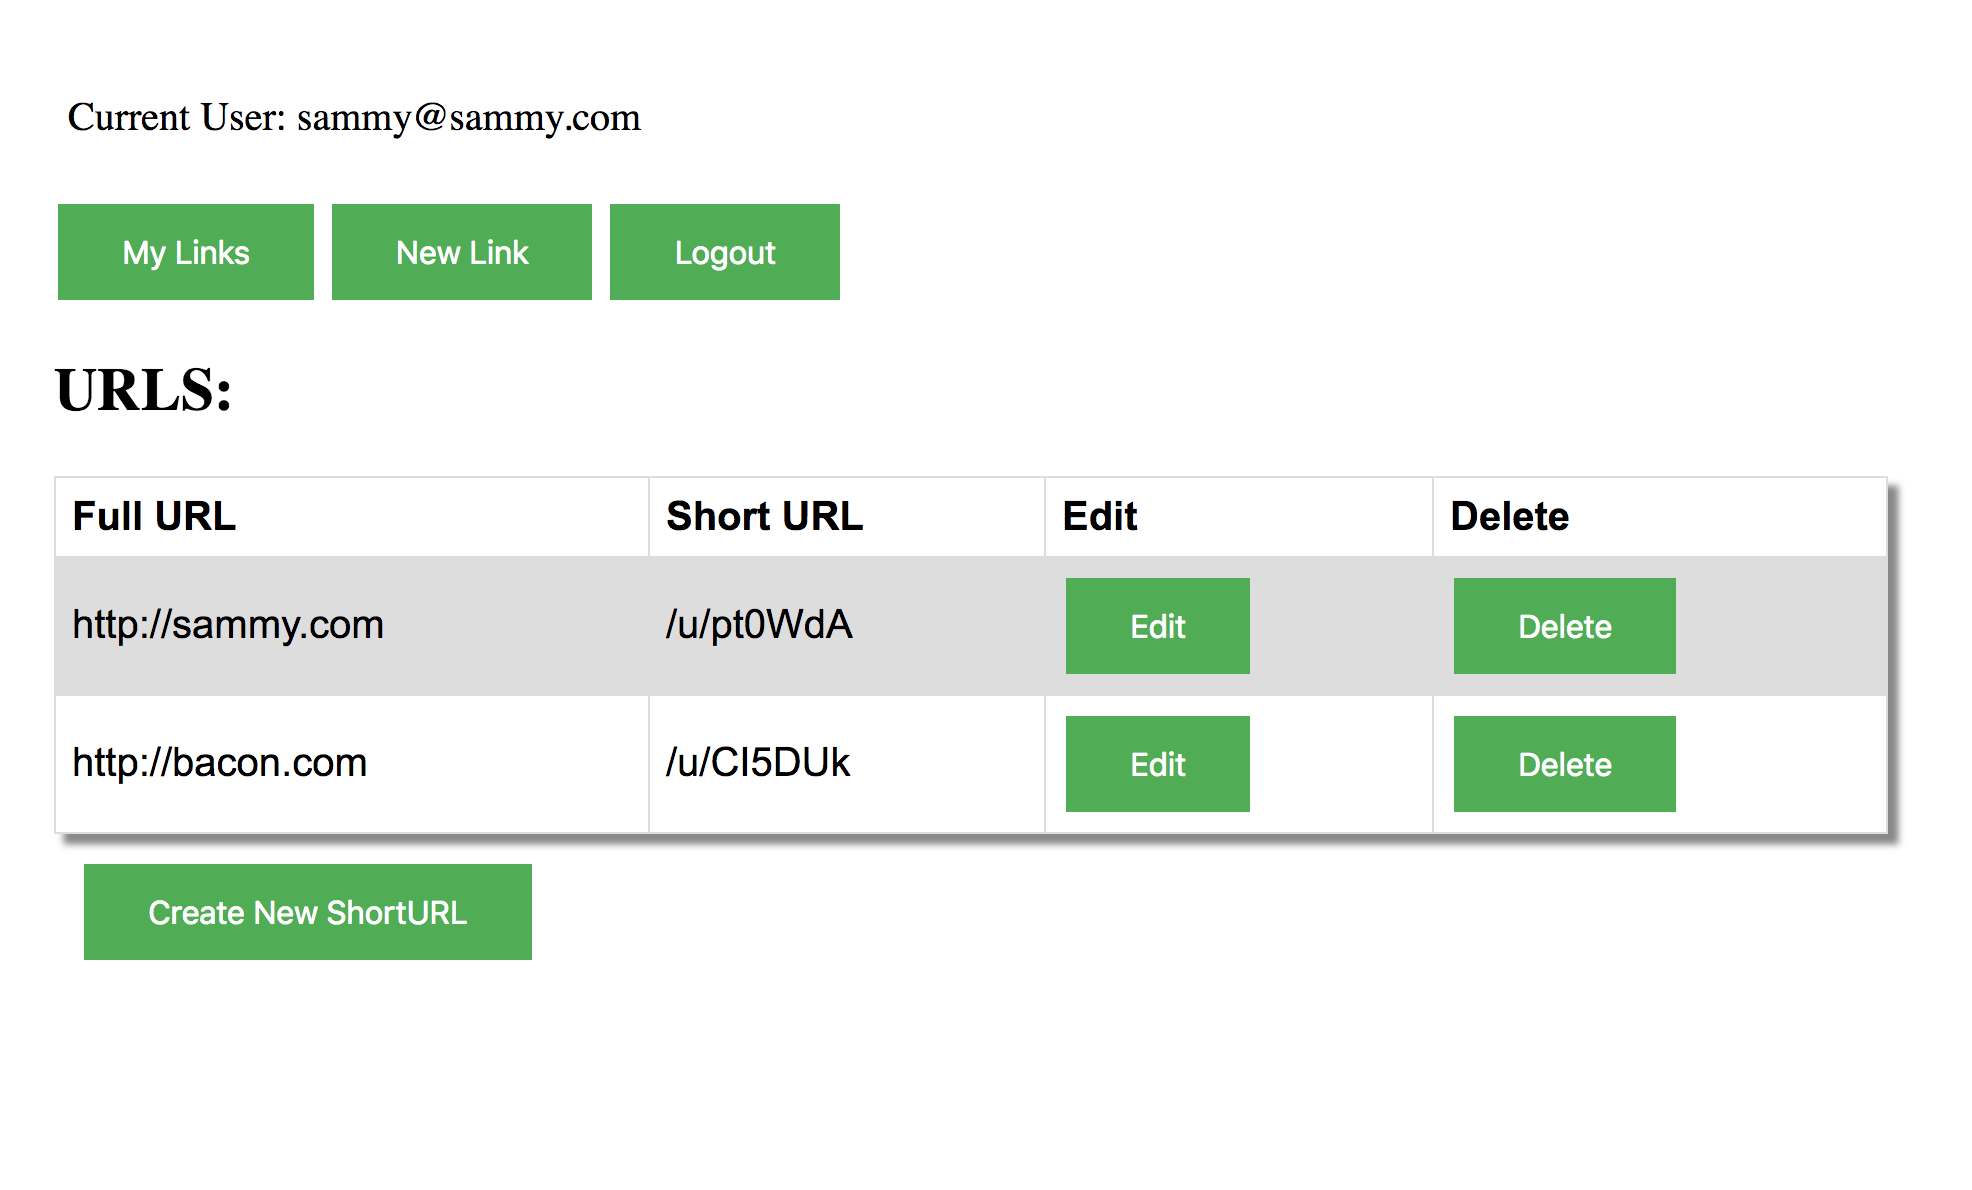 Current User: sammy@sammy.com
My Links New Link Logout
URLS:
Full URL Short URL Edit Delete
http://sammy.com /u/pt0WdA Edit Delete
http://bacon.com /u/CI5DUk Edit Delete
Create New ShortURL